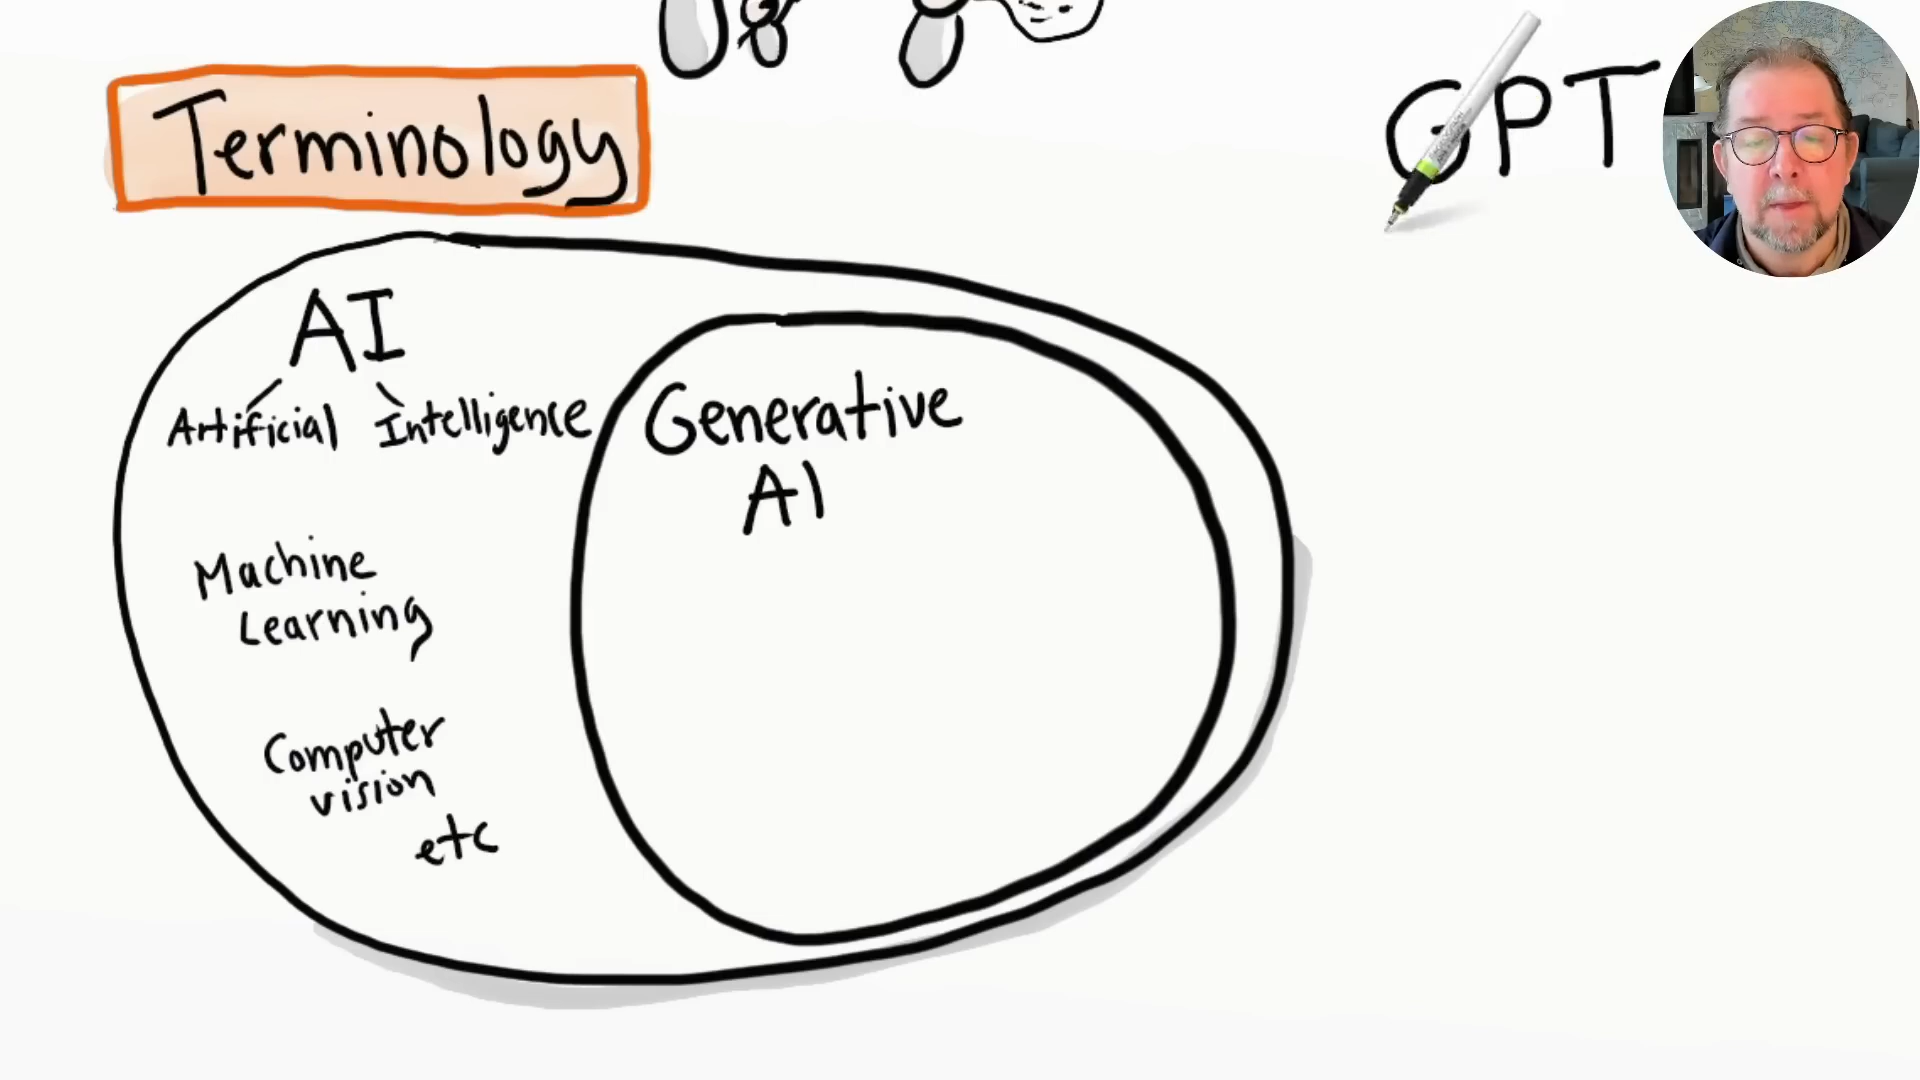 Terminology
GPT
AI
Artificial Intelligence
Generative
AI
Machine
Learning
Computer
vision
etc